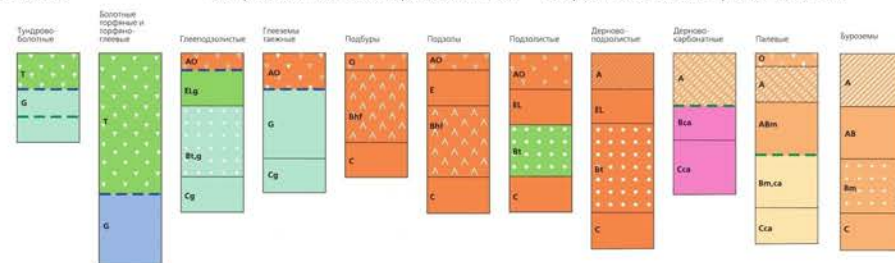 Тундрово-
болотные
T
G
Болотные
торфяные и
торфяно-
глеевые
T
G
Глееподзолистые
AO
ELg
Bt,g
Cg
Глееземы
таежные
AO
G
Cg
Подбуры
O
Bhf
C
Подзолы
AO
E
Bhf
C
Подзолистые
AO
EL
Bt
C
Дерново-
подзолистые
A
EL
Bt
C
Дерново-
карбонатные
A
Bca
Cca
Палевые
O
A
ABm
Bm,ca
Cca
Буроземы
A
AB
Bm
C